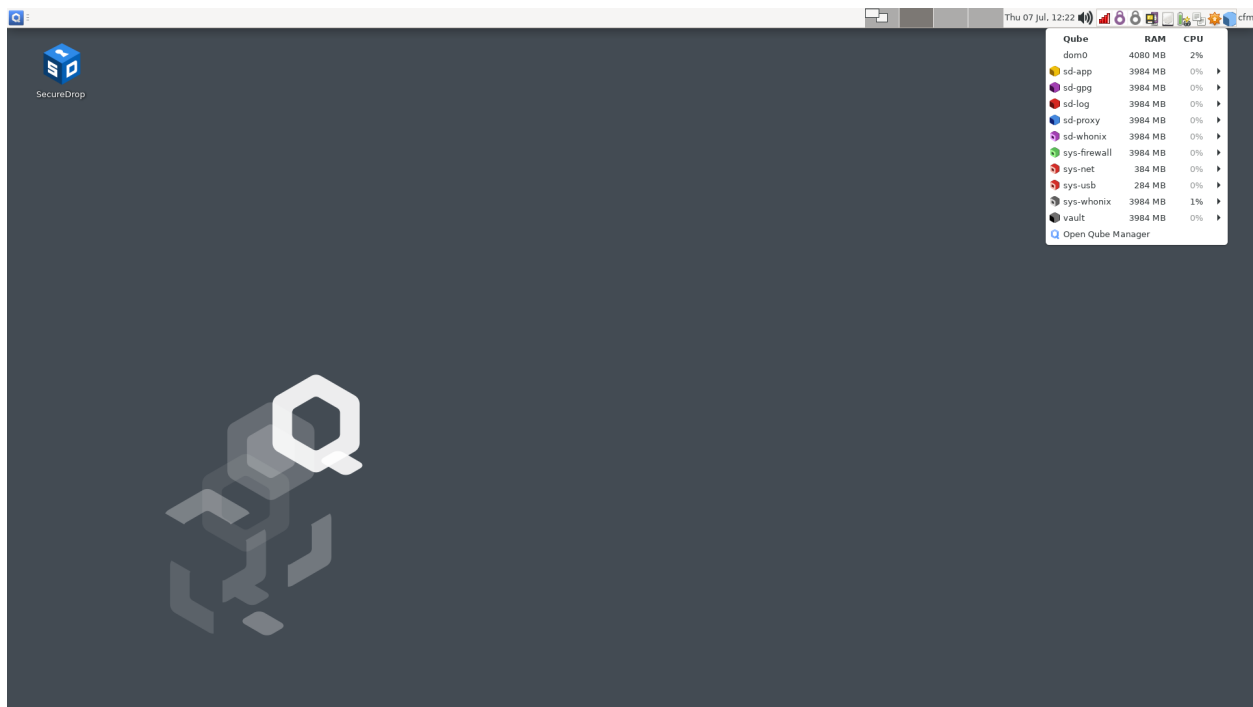 Thu 07 Jul, 12:22 cfm
SecureDrop
Qube RAM CPU
dom0 4080 MB 2%
sd-app 3984 MB 0%
sd-gpg 3984 MB 0%
sd-log 3984 MB 0%
sd-proxy 3984 MB 0%
sd-whonix 3984 MB 0%
sys-firewall 3984 MB 0%
sys-net 384 MB 0%
sys-usb 284 MB 0%
sys-whonix 3984 MB 1%
vault 3984 MB 0%
Open Qube Manager